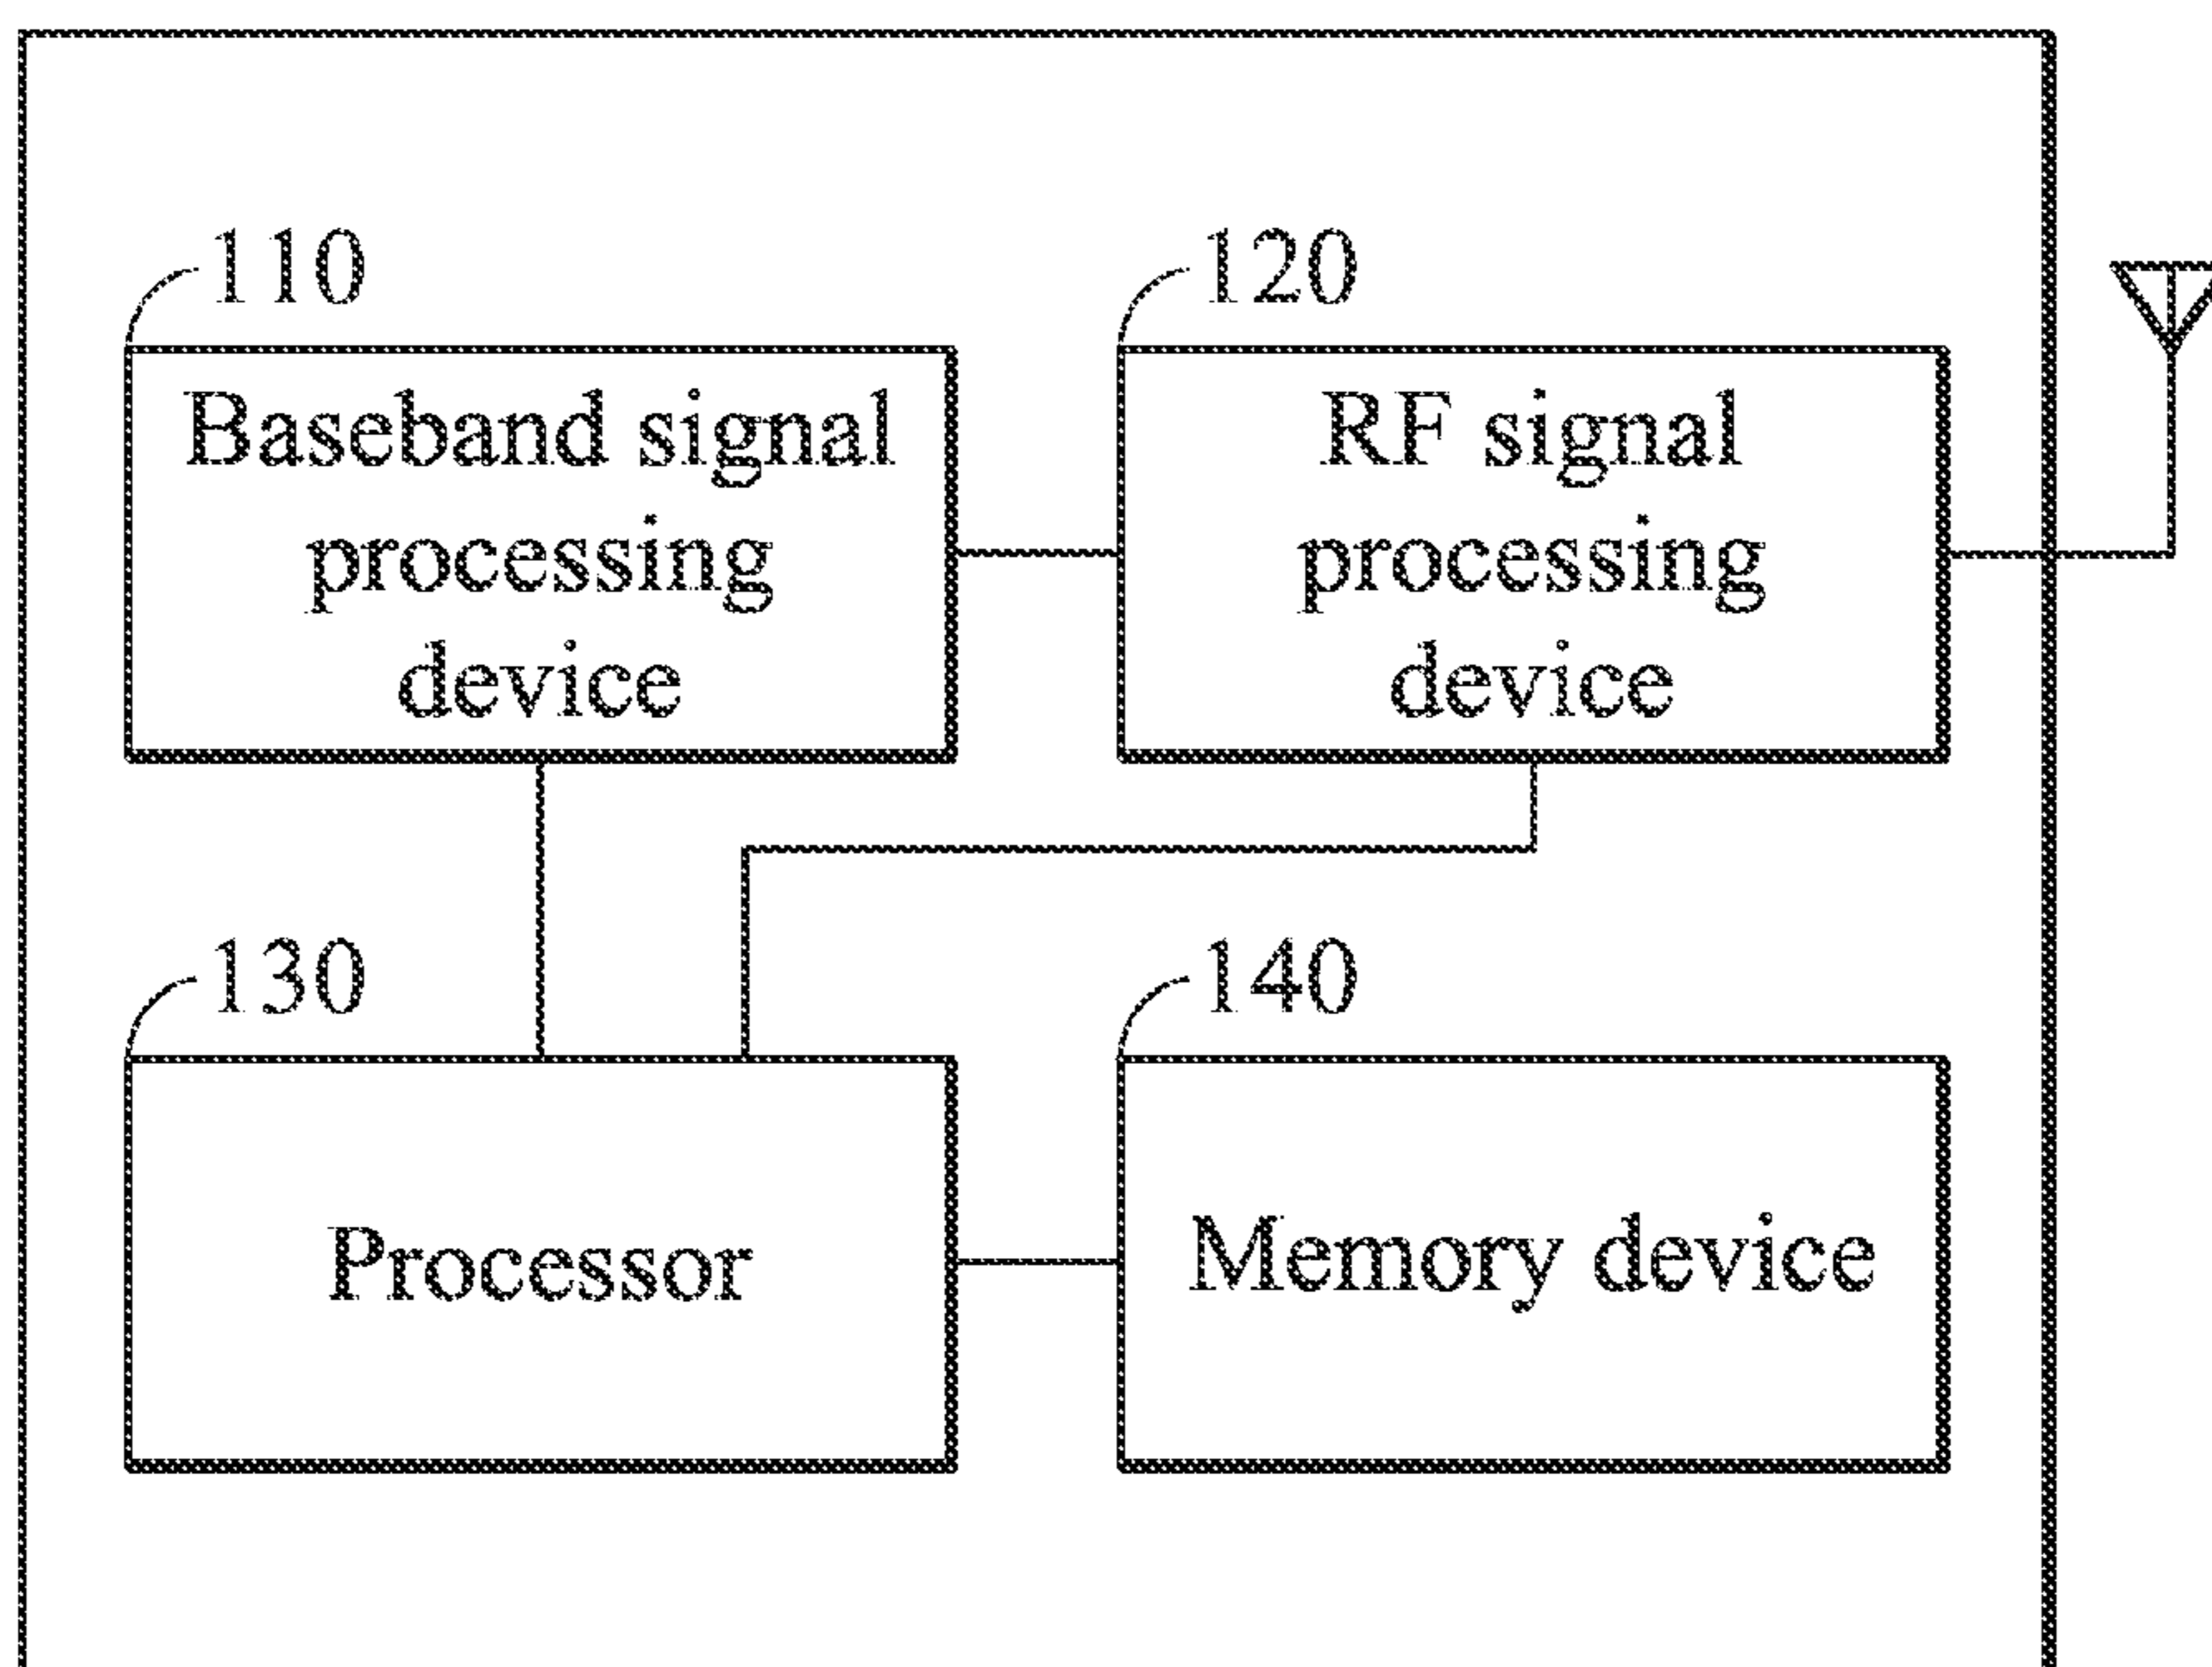 110
Baseband signal
processing
device
120
RF signal
processing
device
130
Processor
140
Memory device